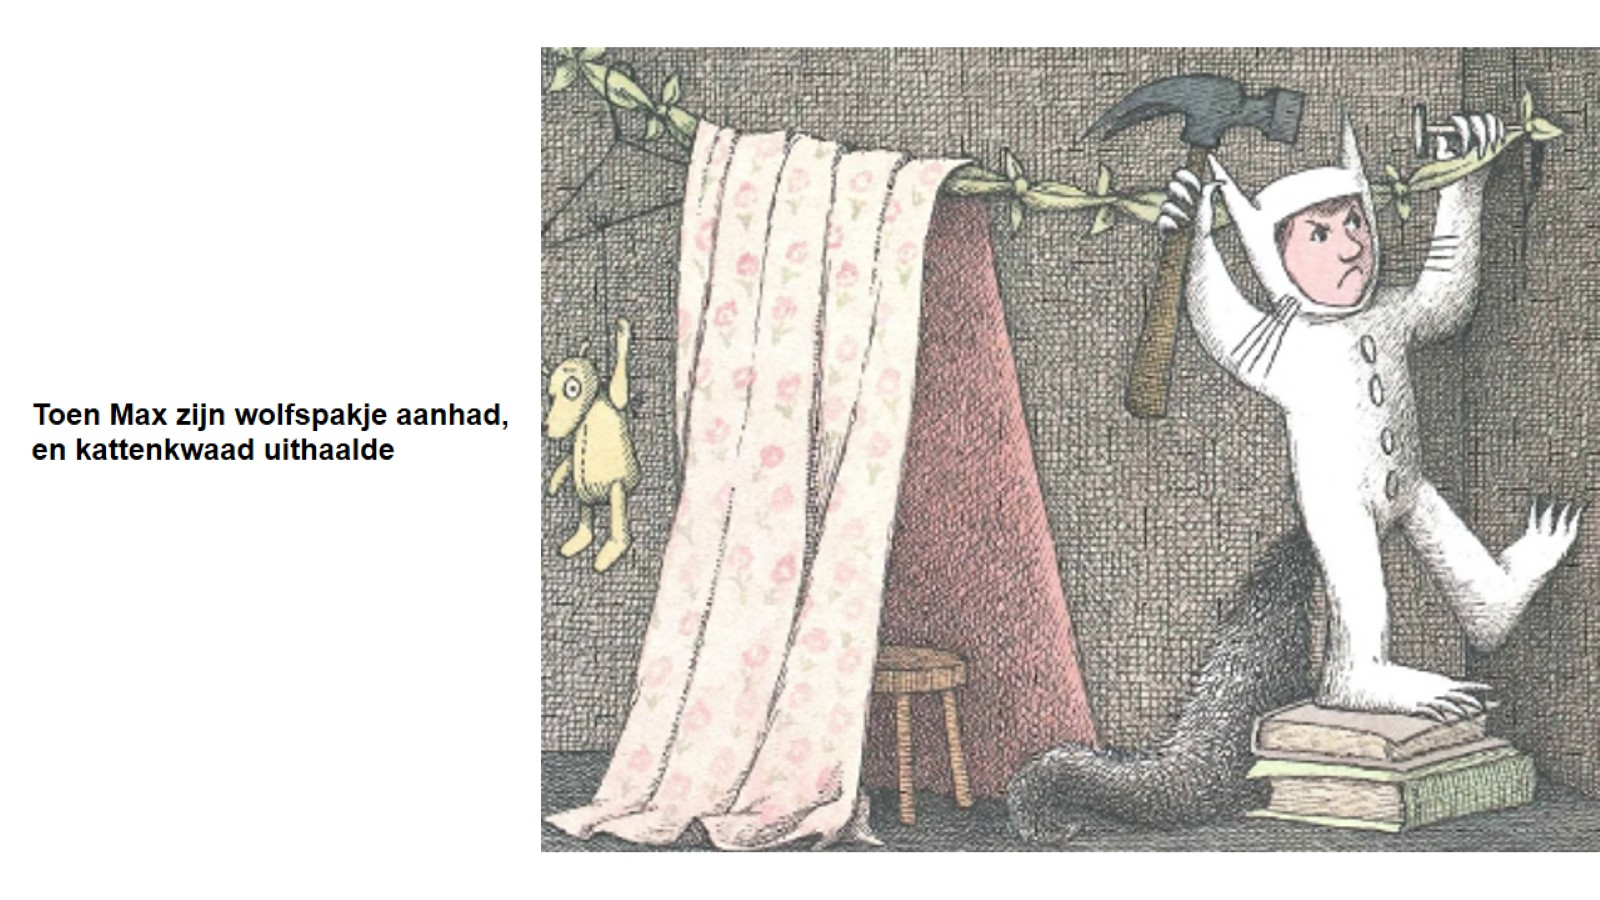 Toen Max zijn wolfspakje aanhad,
en kattenkwaad uithaalde